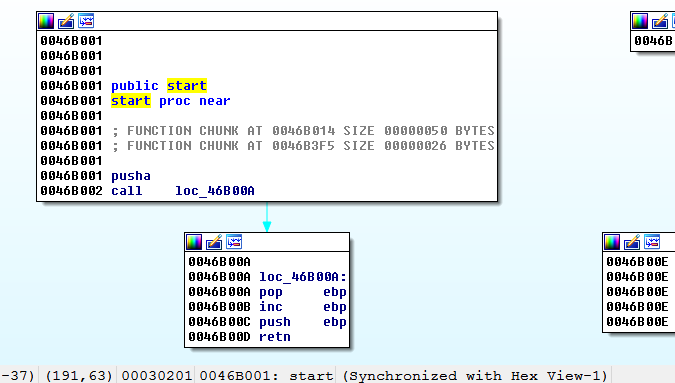 0046B001
0046B001
0046B001
0046B001 public start
0046B001 start proc near
0046B001
0046B001 ; FUNCTION CHUNK AT 0046B014 SIZE 00000050 BYTES
0046B001 ; FUNCTION CHUNK AT 0046B3F5 SIZE 00000026 BYTES
0046B001
0046B001 pusha
0046B002 call    loc_46B00A
0046B00A
0046B00A loc_46B00A:
0046B00A pop     ebp
0046B00B inc     ebp
0046B00C push    ebp
0046B00D retn
0046B
0046B00E
0046B00E
0046B00E
0046B00E
0046B00E
-37) (191,63) 00030201 0046B001: start (Synchronized with Hex View-1)